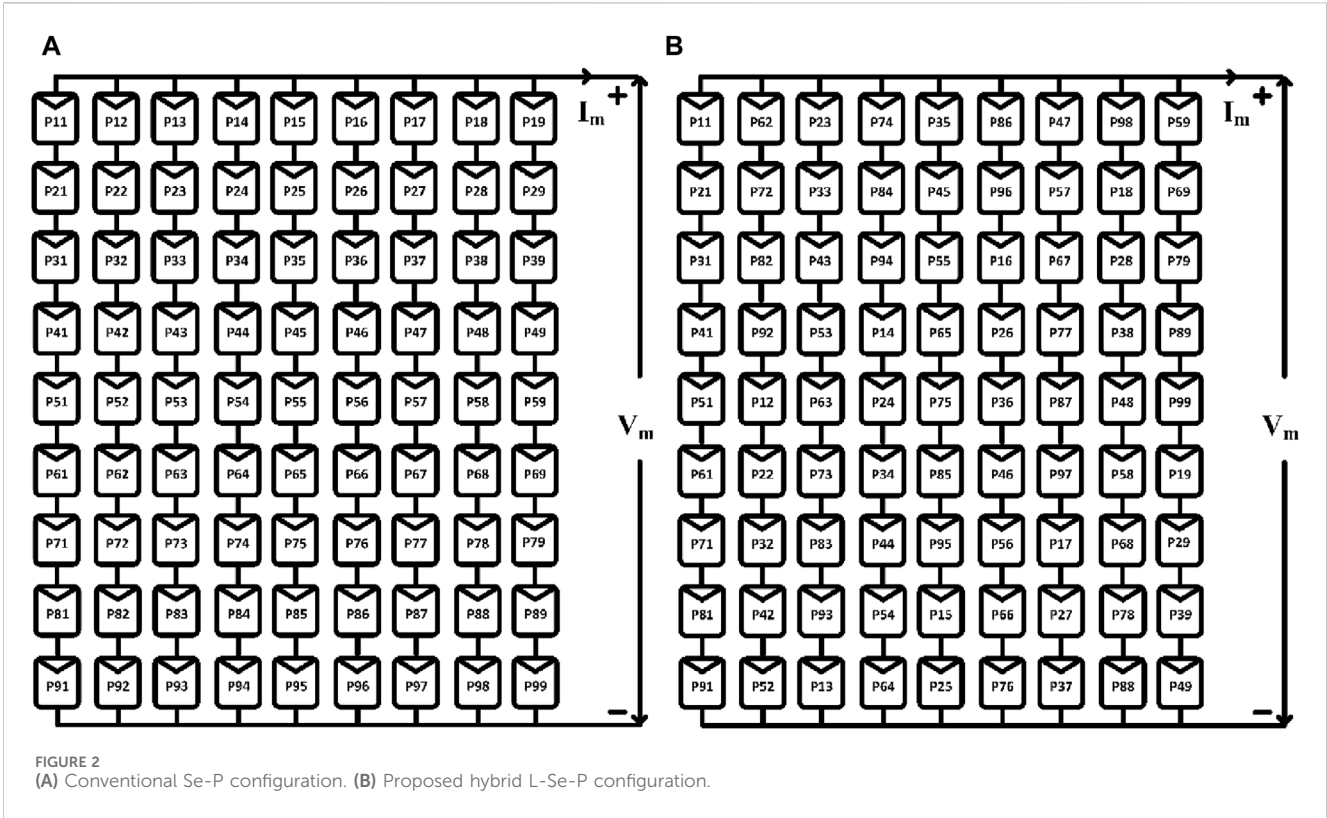 A
B
P11 P12 P13 P14 P15 P16 P17 P18 P19
I_m +
P21 P22 P23 P24 P25 P26 P27 P28 P29
P31 P32 P33 P34 P35 P36 P37 P38 P39
P41 P42 P43 P44 P45 P46 P47 P48 P49
P51 P52 P53 P54 P55 P56 P57 P58 P59
V_m
P61 P62 P63 P64 P65 P66 P67 P68 P69
P71 P72 P73 P74 P75 P76 P77 P78 P79
P81 P82 P83 P84 P85 P86 P87 P88 P89
P91 P92 P93 P94 P95 P96 P97 P98 P99
−
P11 P62 P23 P74 P35 P86 P47 P98 P59
I_m +
P21 P72 P33 P84 P45 P96 P57 P18 P69
P31 P82 P43 P94 P55 P16 P67 P28 P79
P41 P92 P53 P14 P65 P26 P77 P38 P89
P51 P12 P63 P24 P75 P36 P87 P48 P99
V_m
P61 P22 P73 P34 P85 P46 P97 P58 P19
P71 P32 P83 P44 P95 P56 P17 P68 P29
P81 P42 P93 P54 P15 P66 P27 P78 P39
P91 P52 P13 P64 P25 P76 P37 P88 P49
−
FIGURE 2
(A) Conventional Se-P configuration. (B) Proposed hybrid L-Se-P configuration.